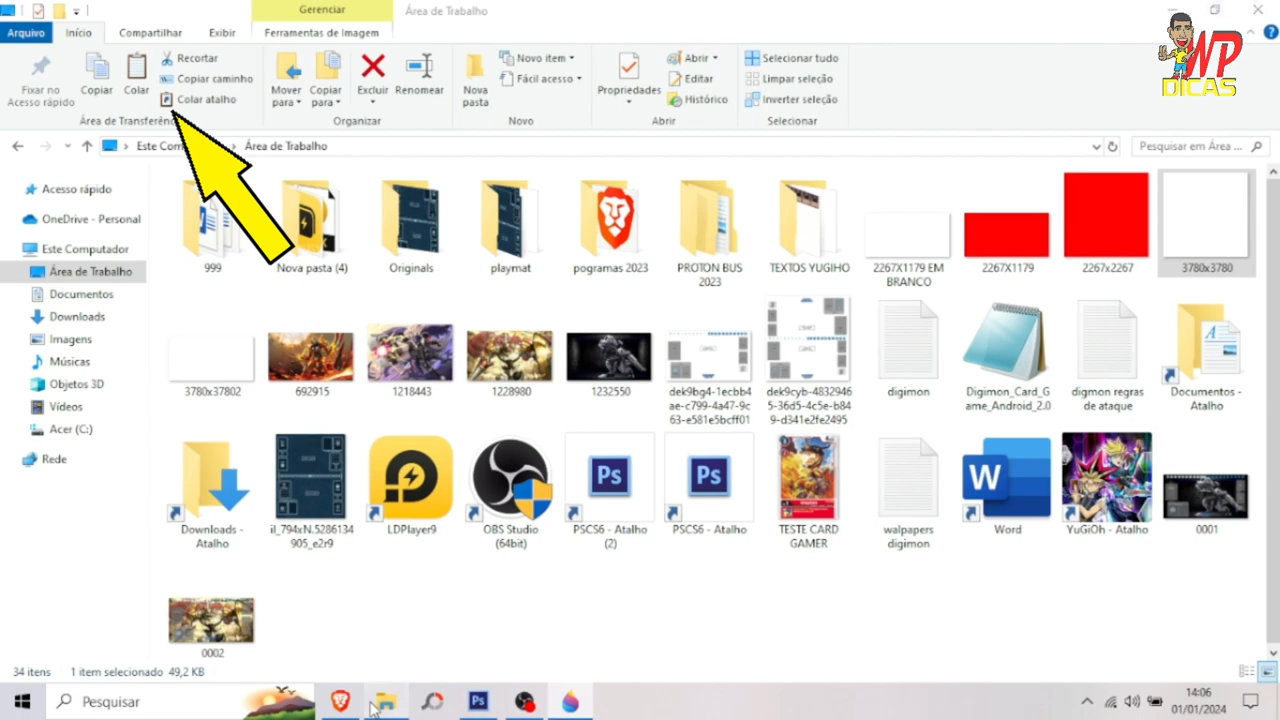 Gerenciar
Área de Trabalho
Arquivo
Início
Compartilhar
Exibir
Ferramentas de Imagem
Fixar no
Acesso rápido
Copiar
Colar
Recortar
Copiar caminho
Colar atalho
Mover
para
Copiar
para
Excluir
Renomear
Nova
pasta
Novo item
Fácil acesso
Propriedades
Abrir
Editar
Histórico
Selecionar tudo
Limpar seleção
Inverter seleção
WP
DICAS
Área de
Organizar
Novo
Abrir
Selecionar
Este
Área de Trabalho
Pesquisar em Área ...
Acesso rápido
OneDrive - Personal
Este Computador
Área de Trabalho
Documentos
Downloads
Imagens
Músicas
Objetos 3D
Vídeos
Acer (C:)
Rede
999
Nova pasta (4)
Originals
playmat
pogramas 2023
PROTON BUS
2023
TEXTOS YUGIHO
2267X1179 EM
BRANCO
2267X1179
2267x2267
3780x3780
3780x37802
692915
1218443
1228980
1232550
dek9bg4-1ecbb4
ae-c799-4a47-9c
63-e581e5bcff01
dek9cyb-4832946
5-36d5-4c5e-b84
9-d341e2fe2495
digimon
Digimon_Card_G
ame_Android_2.0
digmon regras
de ataque
Documentos -
Atalho
Downloads -
Atalho
il_794xN.5286134
905_e2r9
LDPlayer9
OBS Studio
(64bit)
Ps
PSCS6 - Atalho
(2)
Ps
PSCS6 - Atalho
TESTE CARD
GAMER
walpapers
digimon
W
Word
YuGiOh - Atalho
0001
0002
34 itens
1 item selecionado 49,2 KB
Pesquisar
Ps
14:06
01/01/2024